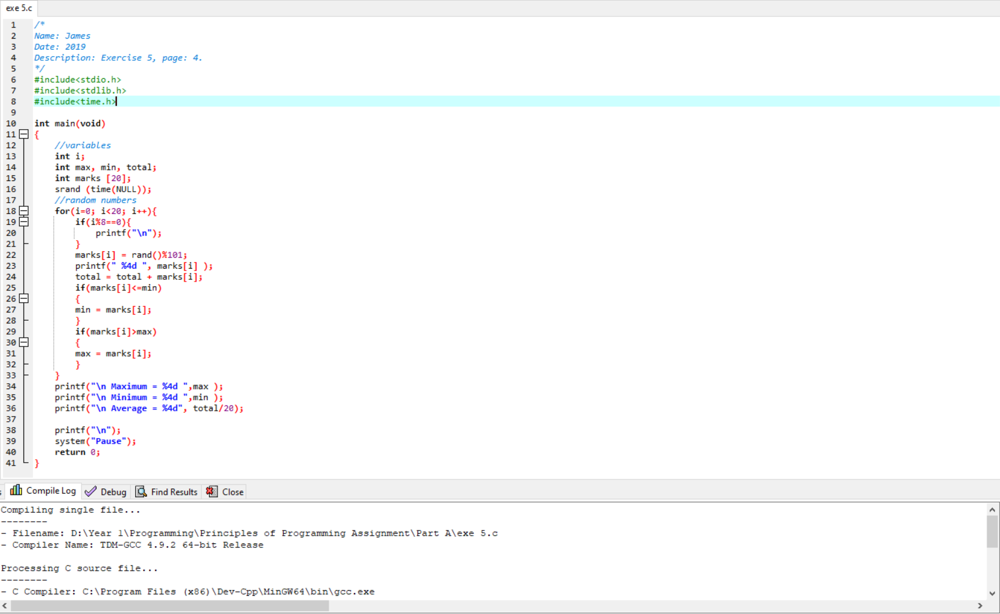 exe 5.c
1 /*
2 Name: James
3 Date: 2019
4 Description: Exercise 5, page: 4.
5 */
6 #include<stdio.h>
7 #include<stdlib.h>
8 #include<time.h>
9
10 int main(void)
11 {
12 //variables
13 int i;
14 int max, min, total;
15 int marks [20];
16 srand (time(NULL));
17 //random numbers
18 for(i=0; i<20; i++){
19 if(i%8==0){
20 printf("\n");
21 }
22 marks[i] = rand()%101;
23 printf(" %4d ", marks[i] );
24 total = total + marks[i];
25 if(marks[i]<=min)
26 {
27 min = marks[i];
28 }
29 if(marks[i]>max)
30 {
31 max = marks[i];
32 }
33 }
34 printf("\n Maximum = %4d ",max );
35 printf("\n Minimum = %4d ",min );
36 printf("\n Average = %4d", total/20);
37
38 printf("\n");
39 system("Pause");
40 return 0;
41 }
Compile Log Debug Find Results Close
Compiling single file...
--------
- Filename: D:\Year 1\Programming\Principles of Programming Assignment\Part A\exe 5.c
- Compiler Name: TDM-GCC 4.9.2 64-bit Release
Processing C source file...
--------
- C Compiler: C:\Program Files (x86)\Dev-Cpp\MinGW64\bin\gcc.exe